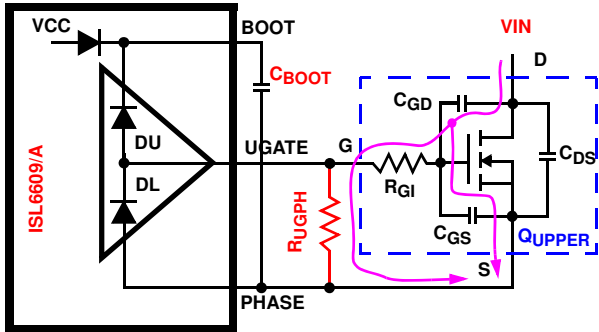 VCC
BOOT
VIN
D
CBOOT
CGD
DU
UGATE
G
CDS
DL
RGI
ISL6609/A
RUGPH
CGS
QUPPER
S
PHASE